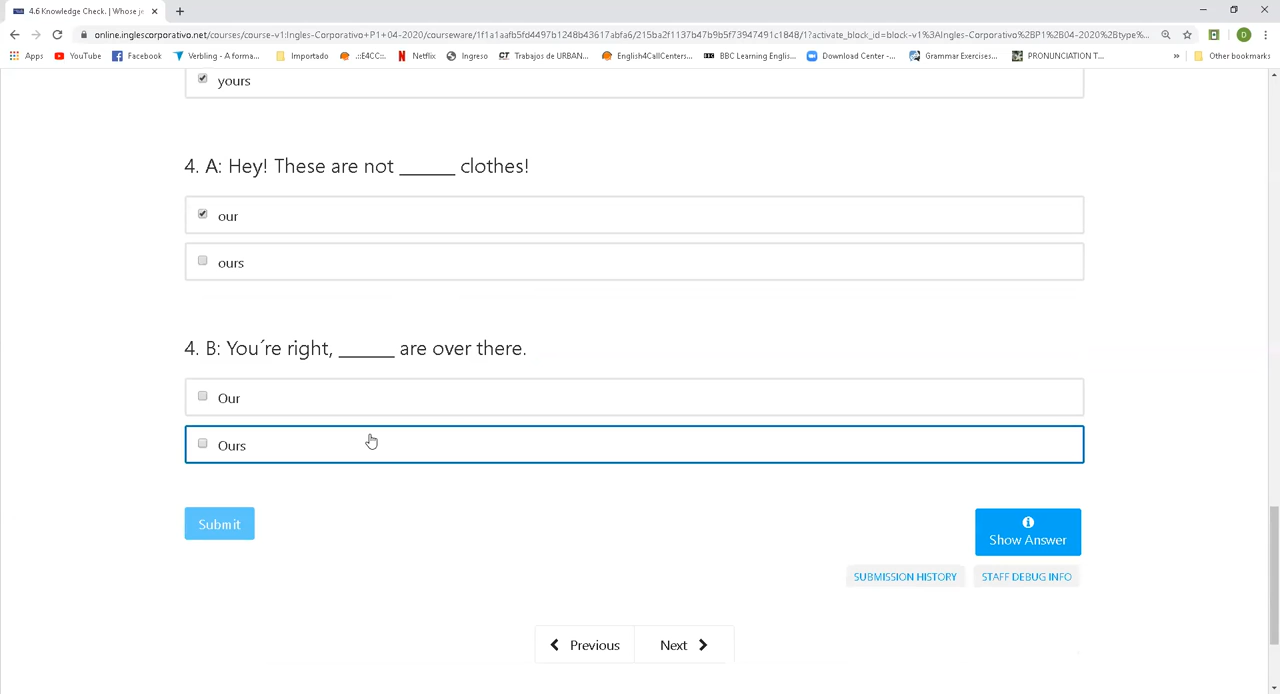 4.6 Knowledge Check. | Whose je
online.inglescorporativo.net/courses/course-v1:Ingles-Corporativo+P1+04-2020/courseware/1f1a1aafb5fd4497b1248b43617abfa6/215ba2f1137b47b9b5f73947491c1848/1?activate_block_id=block-v1%3AIngles-Corporativo%2BP1%2B04-2020%2Btype%...
D
Apps YouTube Facebook Verbling - A forma... Importado .::E4CC::. Netflix Ingreso CT Trabajos de URBAN... English4CallCenters... BBC Learning Englis... Download Center -... Grammar Exercises... PRONUNCIATION T... » Other bookmarks
yours
4. A: Hey! These are not ______ clothes!
our
ours
4. B: You´re right, ______ are over there.
Our
Ours
Submit
Show Answer
SUBMISSION HISTORY STAFF DEBUG INFO
Previous Next